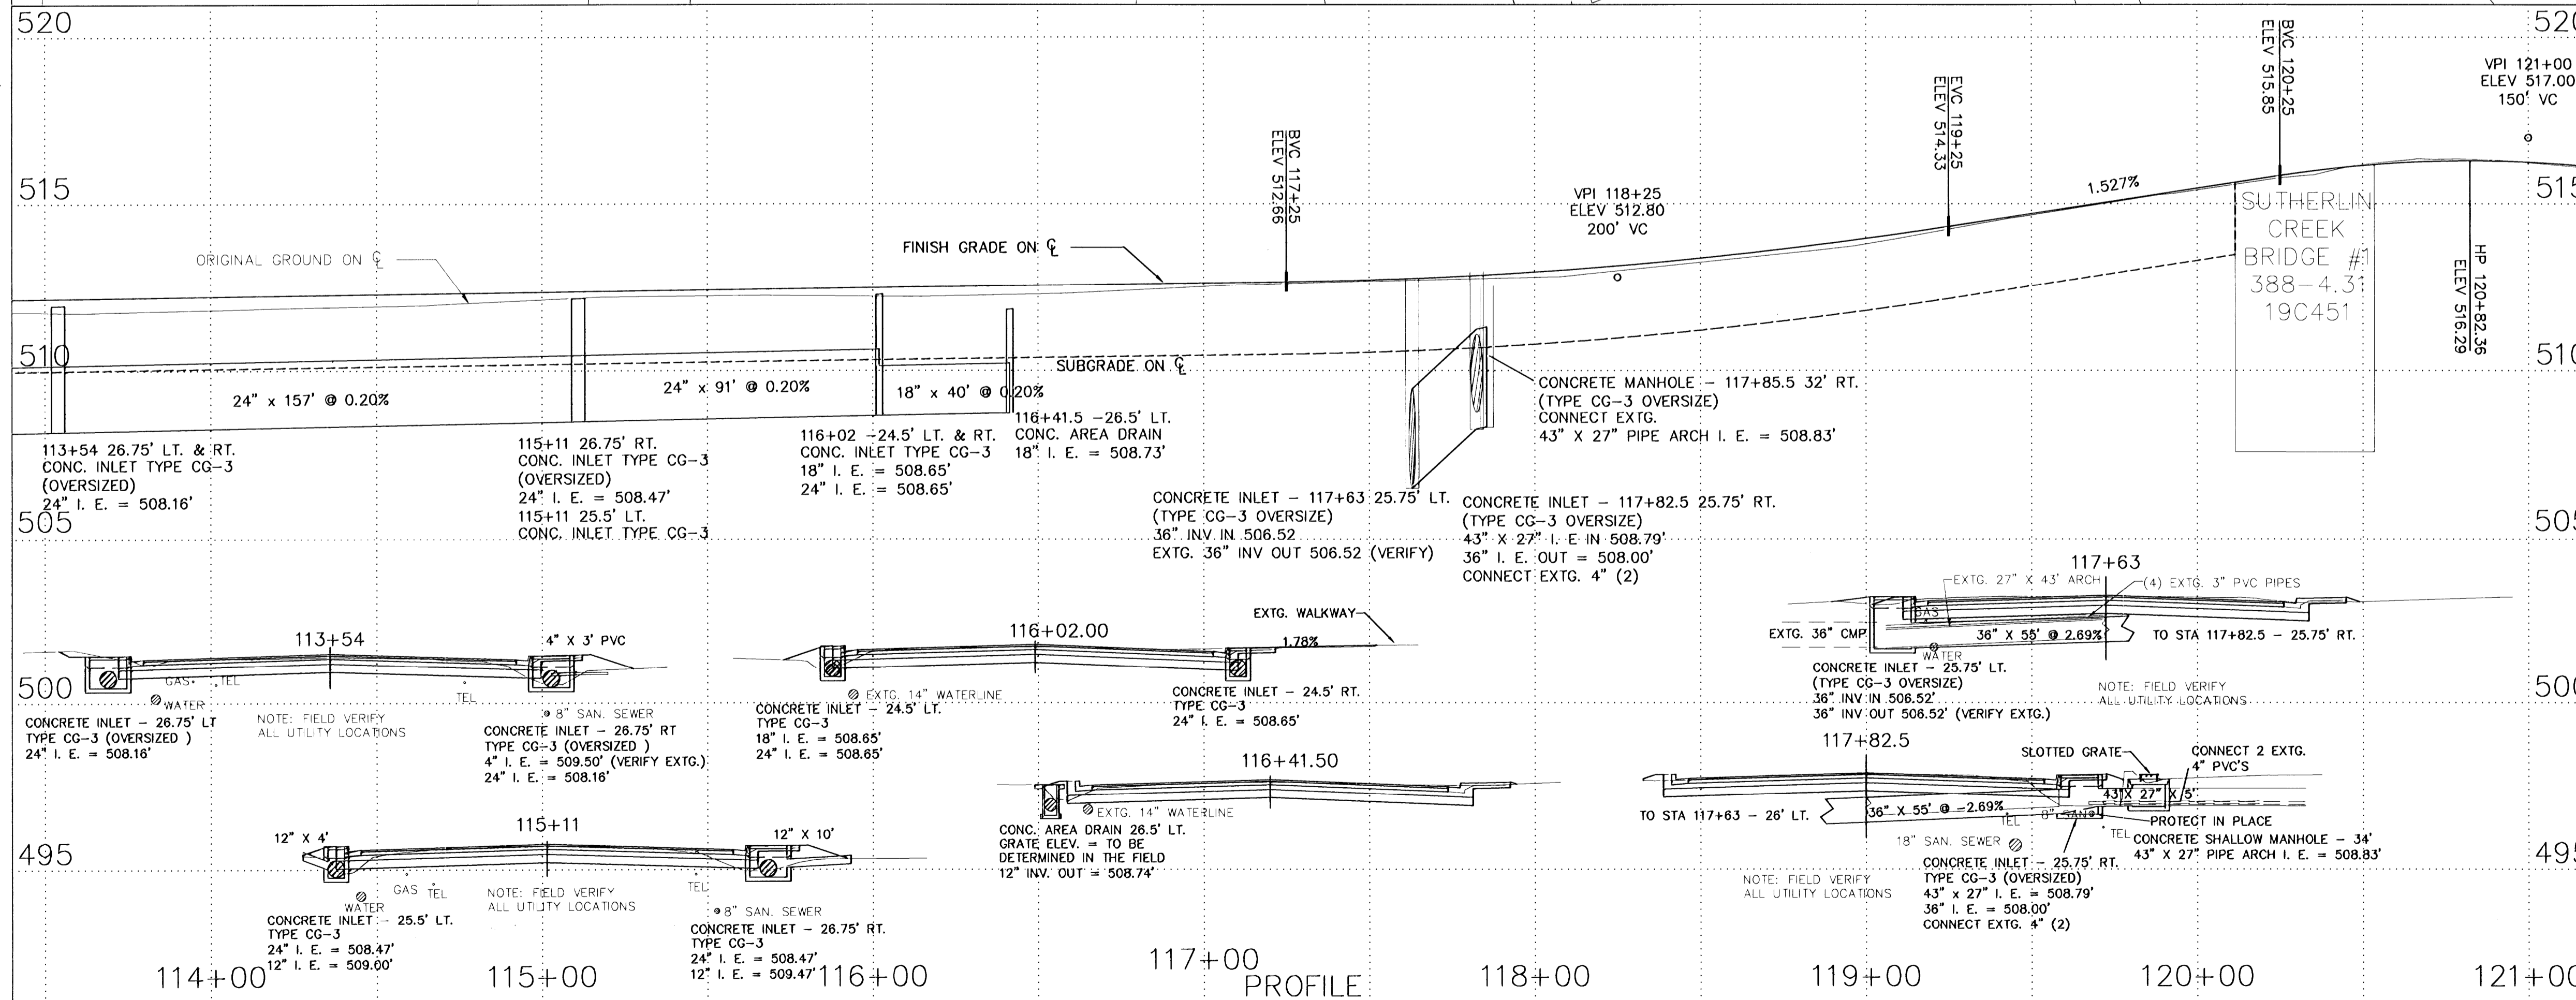 520
BVC 120+25
ELEV 515.85
520
VPI 121+00
ELEV 517.00
150' VC
EVC 119+25
ELEV 514.33
BVC 117+25
ELEV 512.66
515
VPI 118+25
ELEV 512.80
200' VC
1.527%
515
SUTHERLIN
CREEK
BRIDGE #1
388-4.31
19C451
HP 120+82.36
ELEV 516.29
ORIGINAL GROUND ON ℄
FINISH GRADE ON ℄
510
SUBGRADE ON ℄
510
24" x 157' @ 0.20%
24" x 91' @ 0.20%
18" x 40' @ 0.20%
113+54 26.75' LT. & RT.
CONC. INLET TYPE CG-3
(OVERSIZED)
24" I. E. = 508.16'
115+11 26.75' RT.
CONC. INLET TYPE CG-3
(OVERSIZED)
24" I. E. = 508.47'
115+11 25.5' LT.
CONC. INLET TYPE CG-3
116+02 -24.5' LT. & RT.
CONC. INLET TYPE CG-3
18" I. E. = 508.65'
24" I. E. = 508.65'
116+41.5 -26.5' LT.
CONC. AREA DRAIN
18" I. E. = 508.73'
CONCRETE MANHOLE - 117+85.5 32' RT.
(TYPE CG-3 OVERSIZE)
CONNECT EXTG.
43" X 27" PIPE ARCH I. E. = 508.83'
CONCRETE INLET - 117+63 25.75' LT.
(TYPE CG-3 OVERSIZE)
36" INV IN 506.52
EXTG. 36" INV OUT 506.52 (VERIFY)
CONCRETE INLET - 117+82.5 25.75' RT.
(TYPE CG-3 OVERSIZE)
43" X 27" I. E IN 508.79'
36" I. E. OUT = 508.00'
CONNECT EXTG. 4" (2)
505
505
113+54
4" X 3' PVC
GAS
TEL
TEL
WATER
CONCRETE INLET - 26.75' LT
TYPE CG-3 (OVERSIZED )
24" I. E. = 508.16'
NOTE: FIELD VERIFY
ALL UTILITY LOCATIONS
8" SAN. SEWER
CONCRETE INLET - 26.75' RT
TYPE CG-3 (OVERSIZED )
4" I. E. = 509.50' (VERIFY EXTG.)
24" I. E. = 508.16'
116+02.00
EXTG. WALKWAY
1.78%
EXTG. 14" WATERLINE
CONCRETE INLET - 24.5' LT.
TYPE CG-3
18" I. E. = 508.65'
24" I. E. = 508.65'
CONCRETE INLET - 24.5' RT.
TYPE CG-3
24" I. E. = 508.65'
117+63
EXTG. 27" X 43' ARCH
(4) EXTG. 3" PVC PIPES
GAS
EXTG. 36" CMP
36" X 55' @ 2.69%
TO STA 117+82.5 - 25.75' RT.
WATER
CONCRETE INLET - 25.75' LT.
(TYPE CG-3 OVERSIZE)
36" INV IN 506.52'
36" INV OUT 506.52' (VERIFY EXTG.)
NOTE: FIELD VERIFY
ALL UTILITY LOCATIONS
500
500
115+11
12" X 4'
12" X 10'
GAS
TEL
TEL
WATER
CONCRETE INLET - 25.5' LT.
TYPE CG-3
24" I. E. = 508.47'
12" I. E. = 509.00'
NOTE: FIELD VERIFY
ALL UTILITY LOCATIONS
8" SAN. SEWER
CONCRETE INLET - 26.75' RT.
TYPE CG-3
24" I. E. = 508.47'
12" I. E. = 509.47'
116+41.50
EXTG. 14" WATERLINE
CONC. AREA DRAIN 26.5' LT.
GRATE ELEV. = TO BE
DETERMINED IN THE FIELD
12" INV. OUT = 508.74'
117+82.5
SLOTTED GRATE
CONNECT 2 EXTG.
4" PVC'S
43" X 27" X 5'
TO STA 117+63 - 26' LT.
36" X 55' @ -2.69%
TEL
8" SAN
PROTECT IN PLACE
TEL
18" SAN. SEWER
CONCRETE SHALLOW MANHOLE - 34'
43" X 27" PIPE ARCH I. E. = 508.83'
NOTE: FIELD VERIFY
ALL UTILITY LOCATIONS
CONCRETE INLET - 25.75' RT.
TYPE CG-3 (OVERSIZED)
43" x 27" I. E. = 508.79'
36" I. E. = 508.00'
CONNECT EXTG. 4" (2)
495
495
114+00
115+00
116+00
117+00
118+00
119+00
120+00
121+00
PROFILE